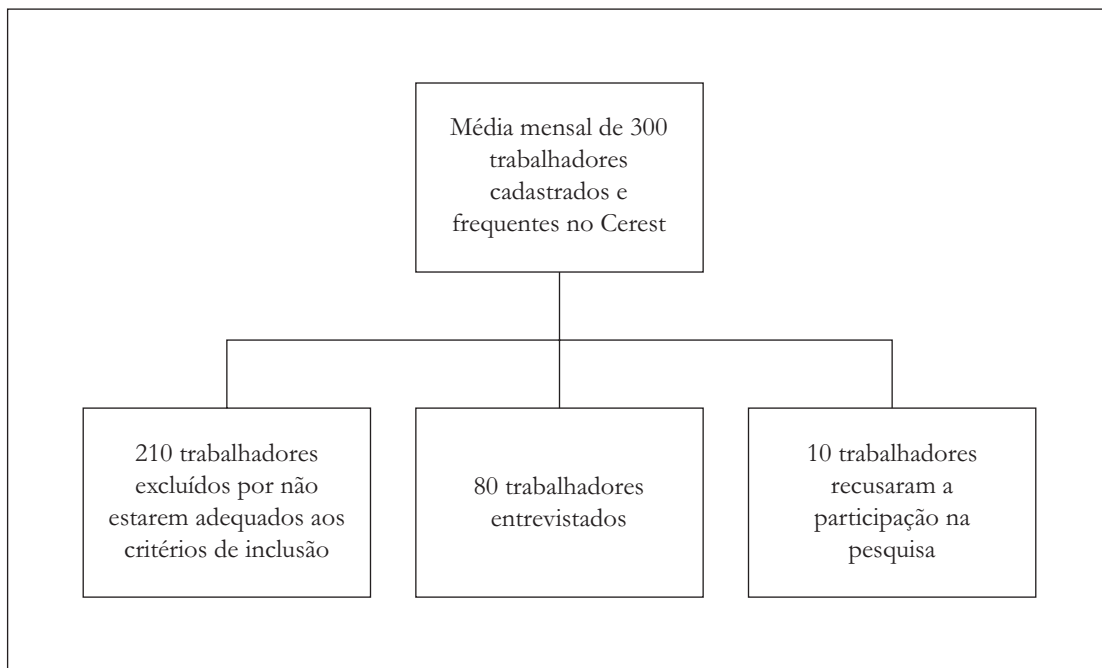 Média mensal de 300
trabalhadores
cadastrados e
frequentes no Cerest
210 trabalhadores
excluídos por não
estarem adequados aos
critérios de inclusão
80 trabalhadores
entrevistados
10 trabalhadores
recusaram a
participação na
pesquisa